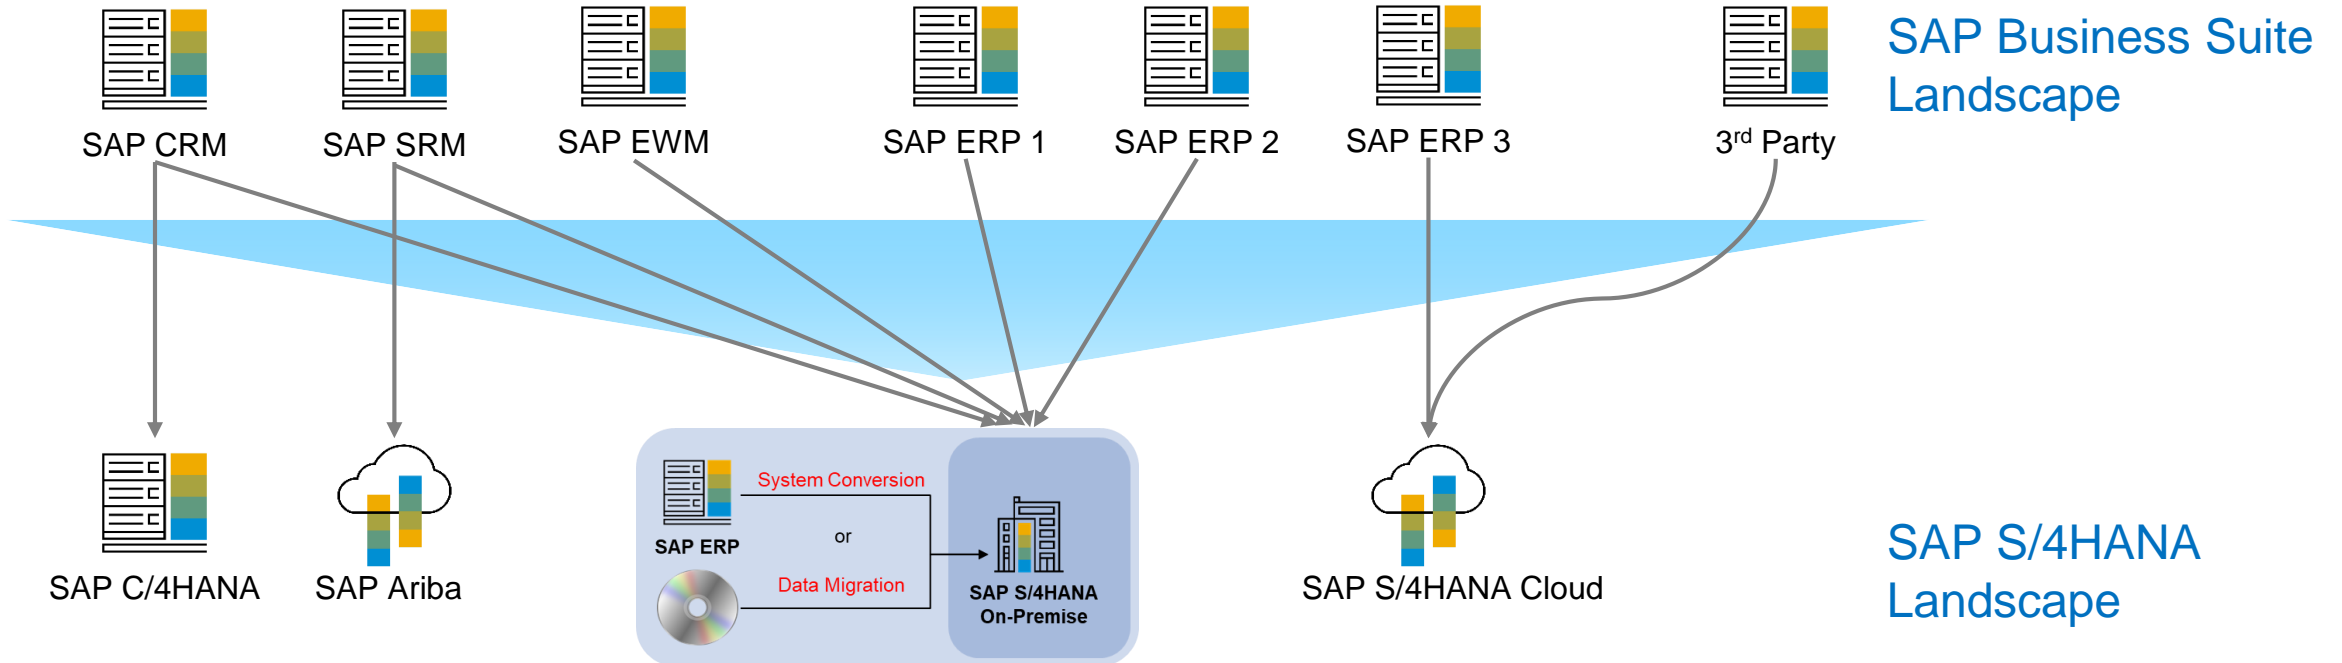 SAP Business Suite
Landscape
SAP CRM
SAP SRM
SAP EWM
SAP ERP 1
SAP ERP 2
SAP ERP 3
3rd Party
System Conversion
or
SAP ERP
Data Migration
SAP S/4HANA
On-Premise
SAP C/4HANA
SAP Ariba
SAP S/4HANA Cloud
SAP S/4HANA
Landscape